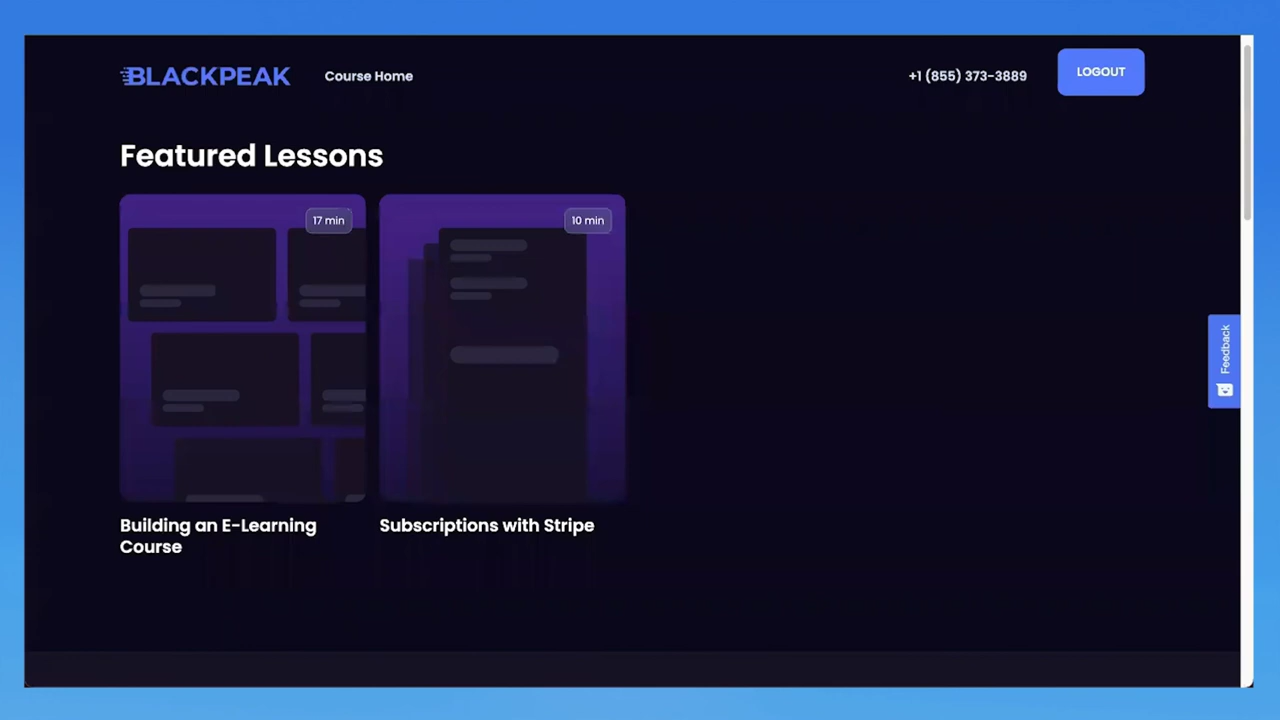 BLACKPEAK
Course Home
+1 (855) 373-3889
LOGOUT
Featured Lessons
17 min
10 min
Feedback
Building an E-Learning
Course
Subscriptions with Stripe